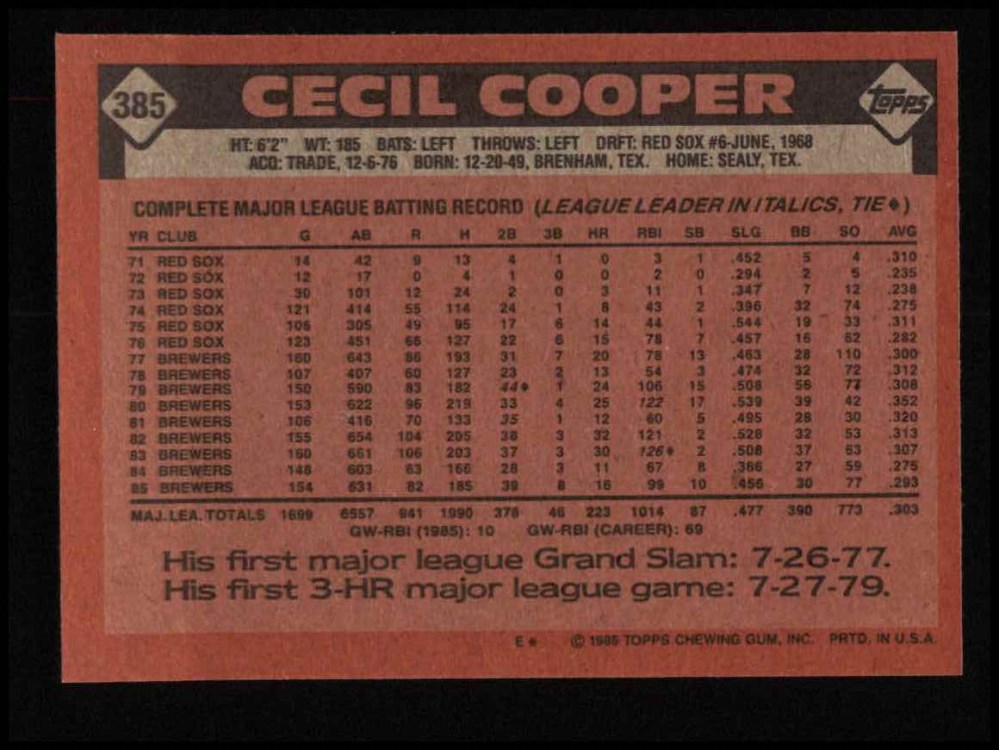 385 CECIL COOPER Topps
HT: 6'2" WT: 185 BATS: LEFT THROWS: LEFT DRFT: RED SOX #6-JUNE, 1968
ACQ: TRADE, 12-6-76 BORN: 12-20-49, BRENHAM, TEX. HOME: SEALY, TEX.
COMPLETE MAJOR LEAGUE BATTING RECORD (LEAGUE LEADER IN ITALICS, TIE ♦)
YR CLUB G AB R H 2B 3B HR RBI SB SLG BB SO AVG
71 RED SOX 14 42 9 13 4 1 0 3 1 .452 5 4 .310
72 RED SOX 12 17 0 4 1 0 0 2 0 .294 2 5 .235
73 RED SOX 30 101 12 24 2 0 3 11 1 .347 7 12 .238
74 RED SOX 121 414 55 114 24 1 8 43 2 .396 32 74 .275
75 RED SOX 106 305 49 95 17 6 14 44 1 .544 19 33 .311
76 RED SOX 123 451 66 127 22 6 15 78 7 .457 16 62 .282
77 BREWERS 160 643 86 193 31 7 20 78 13 .463 28 110 .300
78 BREWERS 107 407 60 127 23 2 13 54 3 .474 32 72 .312
79 BREWERS 150 590 83 182 44♦ 1 24 106 15 .508 56 77 .308
80 BREWERS 153 622 96 219 33 4 25 122 17 .539 39 42 .352
81 BREWERS 106 416 70 133 35 1 12 60 5 .495 28 30 .320
82 BREWERS 155 654 104 205 38 3 32 121 2 .528 32 53 .313
83 BREWERS 160 661 106 203 37 3 30 126♦ 2 .508 37 63 .307
84 BREWERS 148 603 63 166 28 3 11 67 8 .386 27 59 .275
85 BREWERS 154 631 82 185 39 8 16 99 10 .456 30 77 .293
MAJ. LEA. TOTALS 1699 6557 941 1990 378 46 223 1014 87 .477 390 773 .303
GW-RBI (1985): 10 GW-RBI (CAREER): 69
His first major league Grand Slam: 7-26-77.
His first 3-HR major league game: 7-27-79.
E * © 1986 TOPPS CHEWING GUM, INC. PRTD. IN U.S.A.